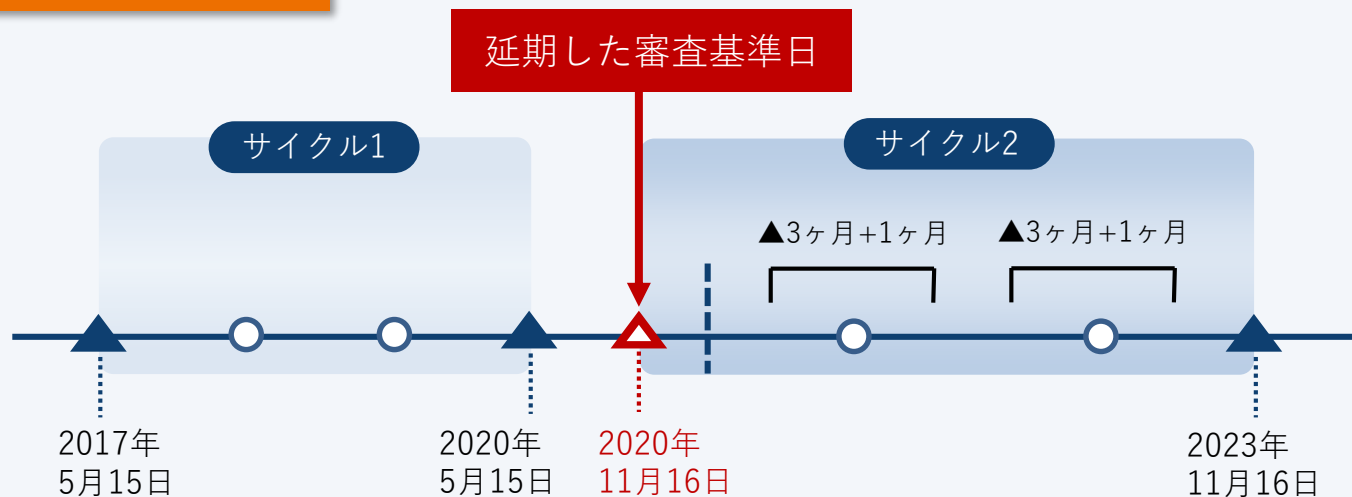 延期した審査基準日
サイクル1
サイクル2
▲3ヶ月+1ヶ月
▲3ヶ月+1ヶ月
2017年
5月15日
2020年
5月15日
2020年
11月16日
2023年
11月16日